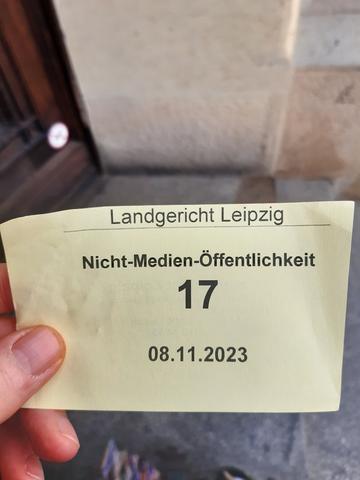 Landgericht Leipzig
Nicht-Medien-Öffentlichkeit
17
08.11.2023